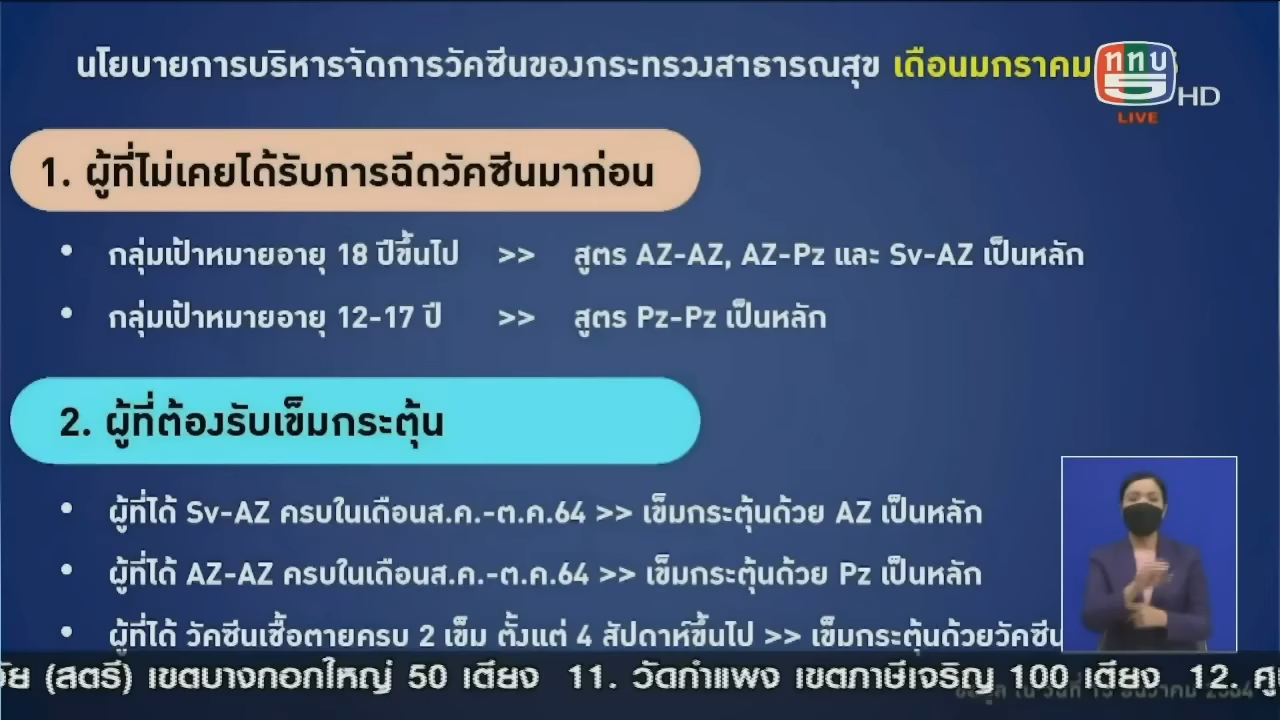 นโยบายการบริหารจัดการวัคซีนของกระทรวงสาธารณสุข เดือนมกราคม
ททบ 5 HD
LIVE
1. ผู้ที่ไม่เคยได้รับการฉีดวัคซีนมาก่อน
• กลุ่มเป้าหมายอายุ 18 ปีขึ้นไป >> สูตร AZ-AZ, AZ-Pz และ Sv-AZ เป็นหลัก
• กลุ่มเป้าหมายอายุ 12-17 ปี >> สูตร Pz-Pz เป็นหลัก
2. ผู้ที่ต้องรับเข็มกระตุ้น
• ผู้ที่ได้ Sv-AZ ครบในเดือนส.ค.-ต.ค.64 >> เข็มกระตุ้นด้วย AZ เป็นหลัก
• ผู้ที่ได้ AZ-AZ ครบในเดือนส.ค.-ต.ค.64 >> เข็มกระตุ้นด้วย Pz เป็นหลัก
• ผู้ที่ได้ วัคซีนเชื้อตายครบ 2 เข็ม ตั้งแต่ 4 สัปดาห์ขึ้นไป >> เข็มกระตุ้นด้วยวัคซีน
(สตรี) เขตบางกอกใหญ่ 50 เตียง 11. วัดกำแพง เขตภาษีเจริญ 100 เตียง 12.